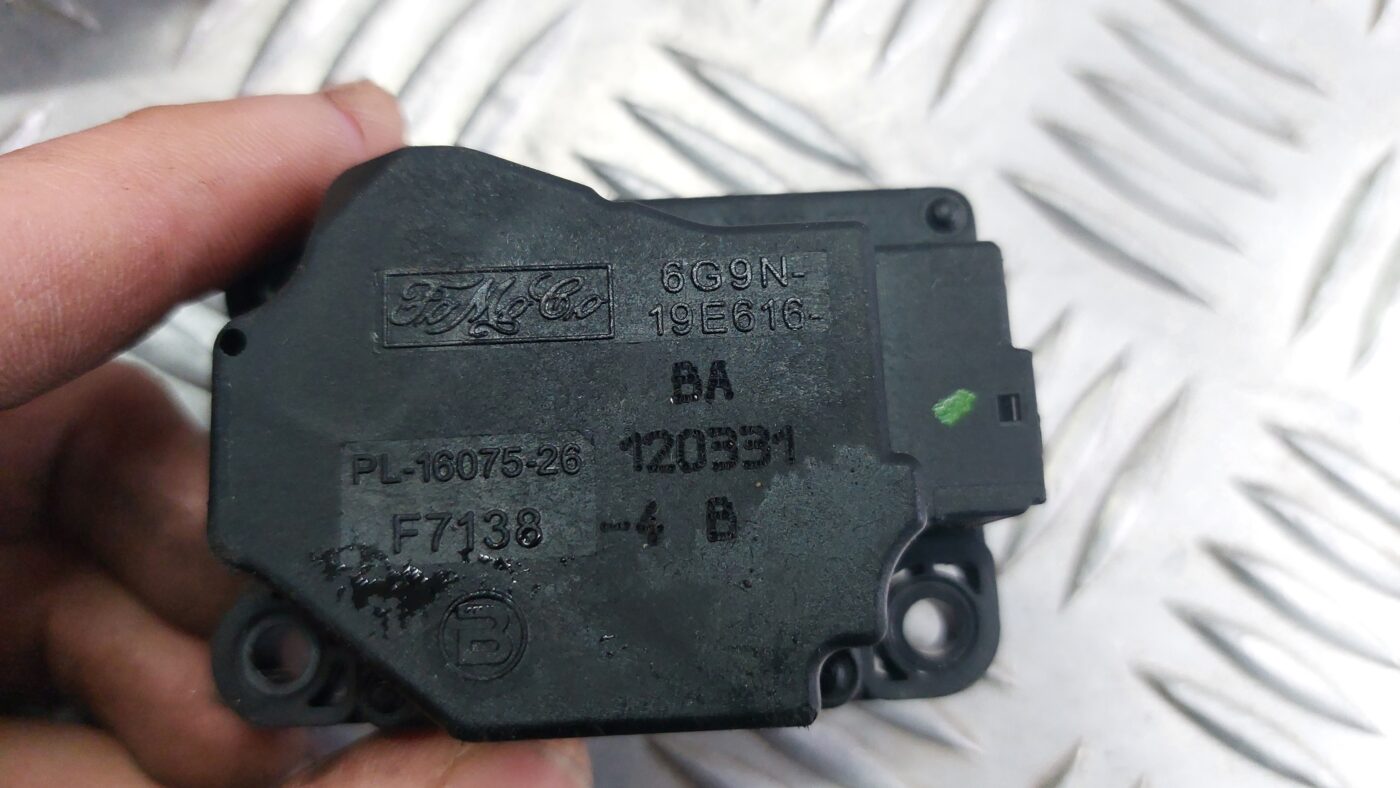 FoMoCo
6G9N-
19E616-
BA
PL-16075-26
120331
F7138
-4 B
B